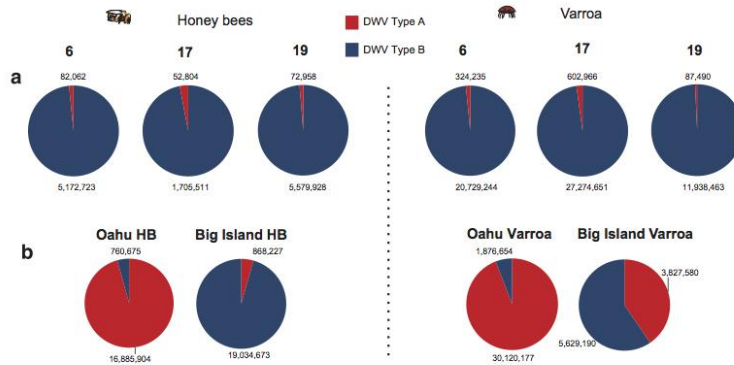 Honey bees
DWV Type A
DWV Type B
Varroa
6 17 19 6 17 19
a
82,062 52,804 72,958 324,235 602,966 87,490
5,172,723 1,705,511 5,579,928 20,729,244 27,274,651 11,938,463
b
Oahu HB Big Island HB Oahu Varroa Big Island Varroa
760,675 868,227 1,876,654
3,827,580
5,629,190
16,885,904 19,034,673 30,120,177